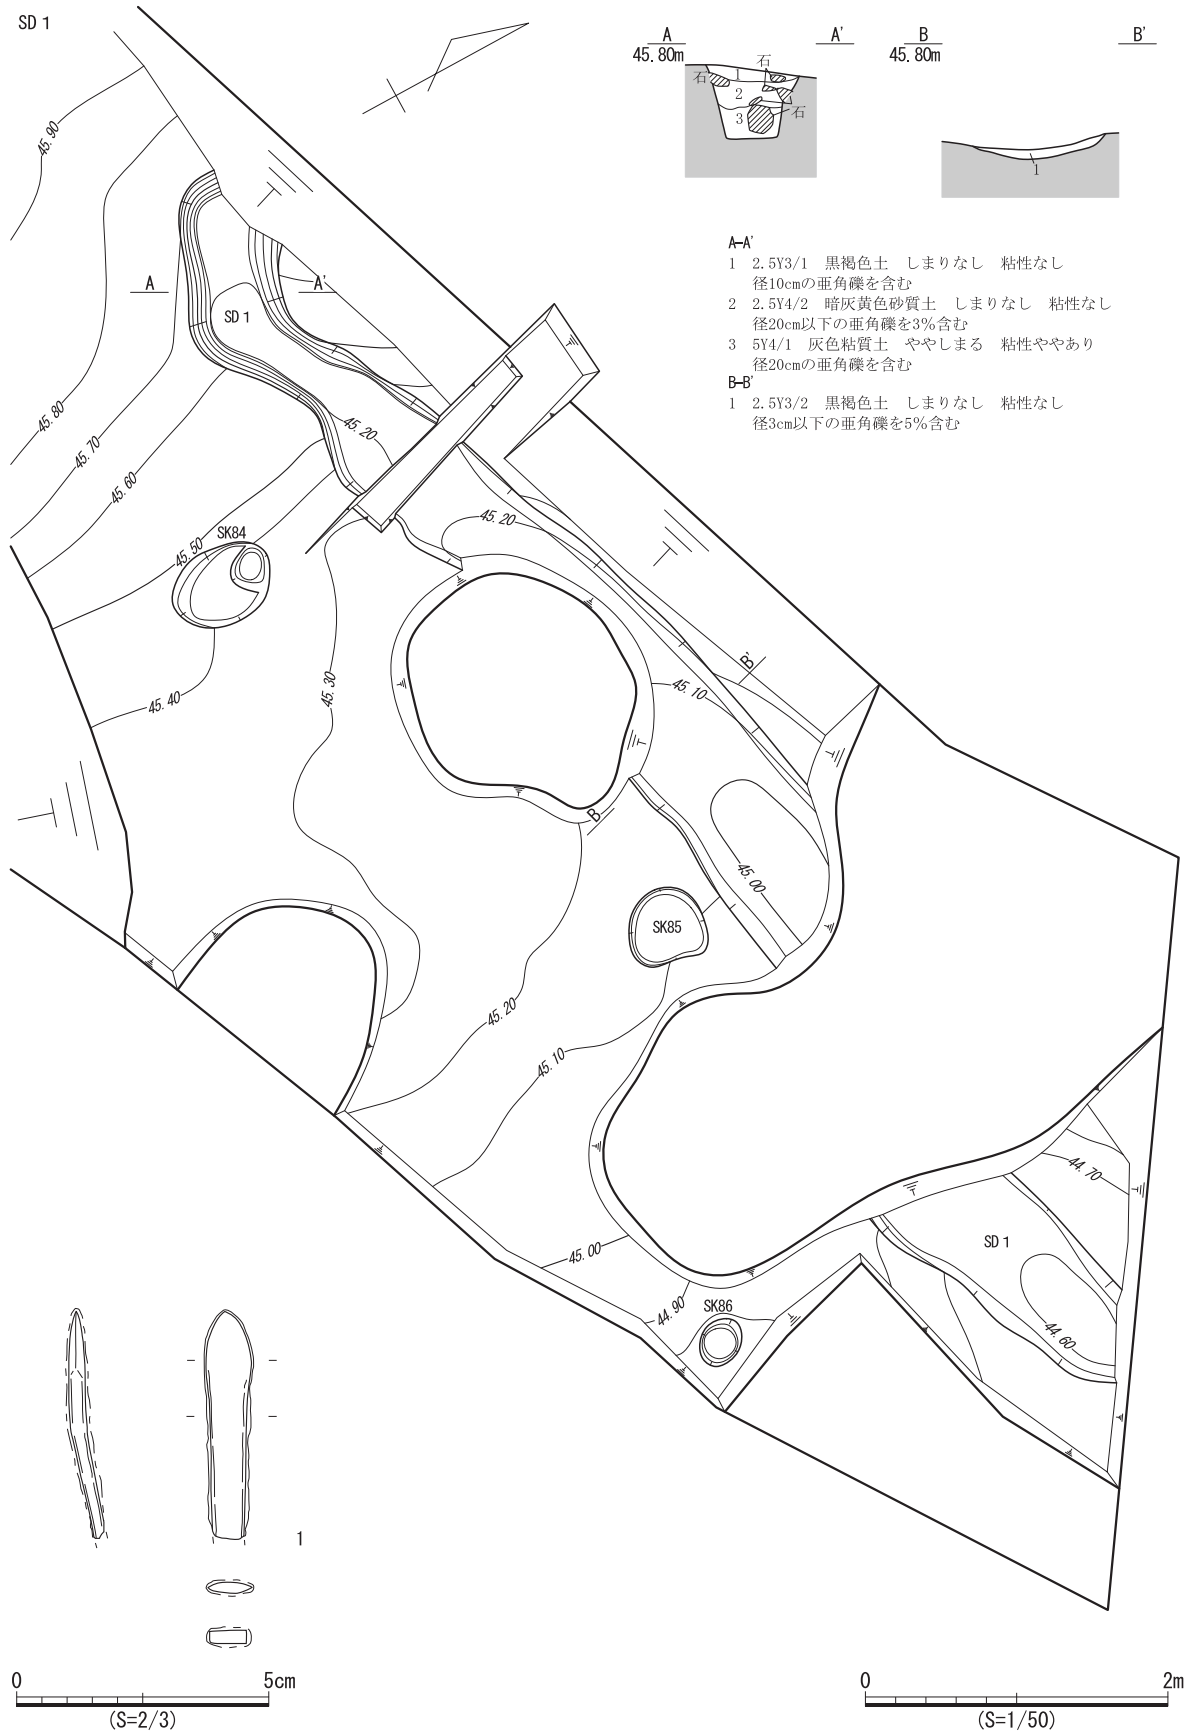 SD 1
A A' B B'
45.80m 45.80m
石
石 1
2
石
3
1
A-A'
1 2.5Y3/1 黒褐色土 しまりなし 粘性なし
径10cmの亜角礫を含む
2 2.5Y4/2 暗灰黄色砂質土 しまりなし 粘性なし
径20cm以下の亜角礫を3%含む
3 5Y4/1 灰色粘質土 ややしまる 粘性ややあり
径20cmの亜角礫を含む
B-B'
1 2.5Y3/2 黒褐色土 しまりなし 粘性なし
径3cm以下の亜角礫を5%含む
45.90
A A'
SD 1
45.80
45.70
45.20
45.60
45.20
SK84
45.50
B'
45.30
45.10
45.40
B
45.00
SK85
45.20
45.10
44.70
SD 1
45.00
44.90
SK86
44.60
1
0 5cm
(S=2/3)
0 2m
(S=1/50)